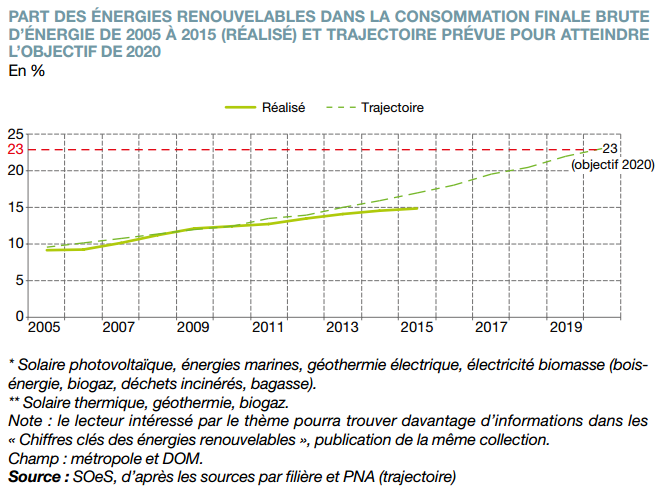 PART DES ÉNERGIES RENOUVELABLES DANS LA CONSOMMATION FINALE BRUTE
D'ÉNERGIE DE 2005 À 2015 (RÉALISÉ) ET TRAJECTOIRE PRÉVUE POUR ATTEINDRE
L'OBJECTIF DE 2020
En %
Réalisé Trajectoire
25
23
20
15
10
5
0
23
(objectif 2020)
2005 2007 2009 2011 2013 2015 2017 2019
* Solaire photovoltaïque, énergies marines, géothermie électrique, électricité biomasse (bois-
énergie, biogaz, déchets incinérés, bagasse).
** Solaire thermique, géothermie, biogaz.
Note : le lecteur intéressé par le thème pourra trouver davantage d'informations dans les
« Chiffres clés des énergies renouvelables », publication de la même collection.
Champ : métropole et DOM.
Source : SOeS, d'après les sources par filière et PNA (trajectoire)